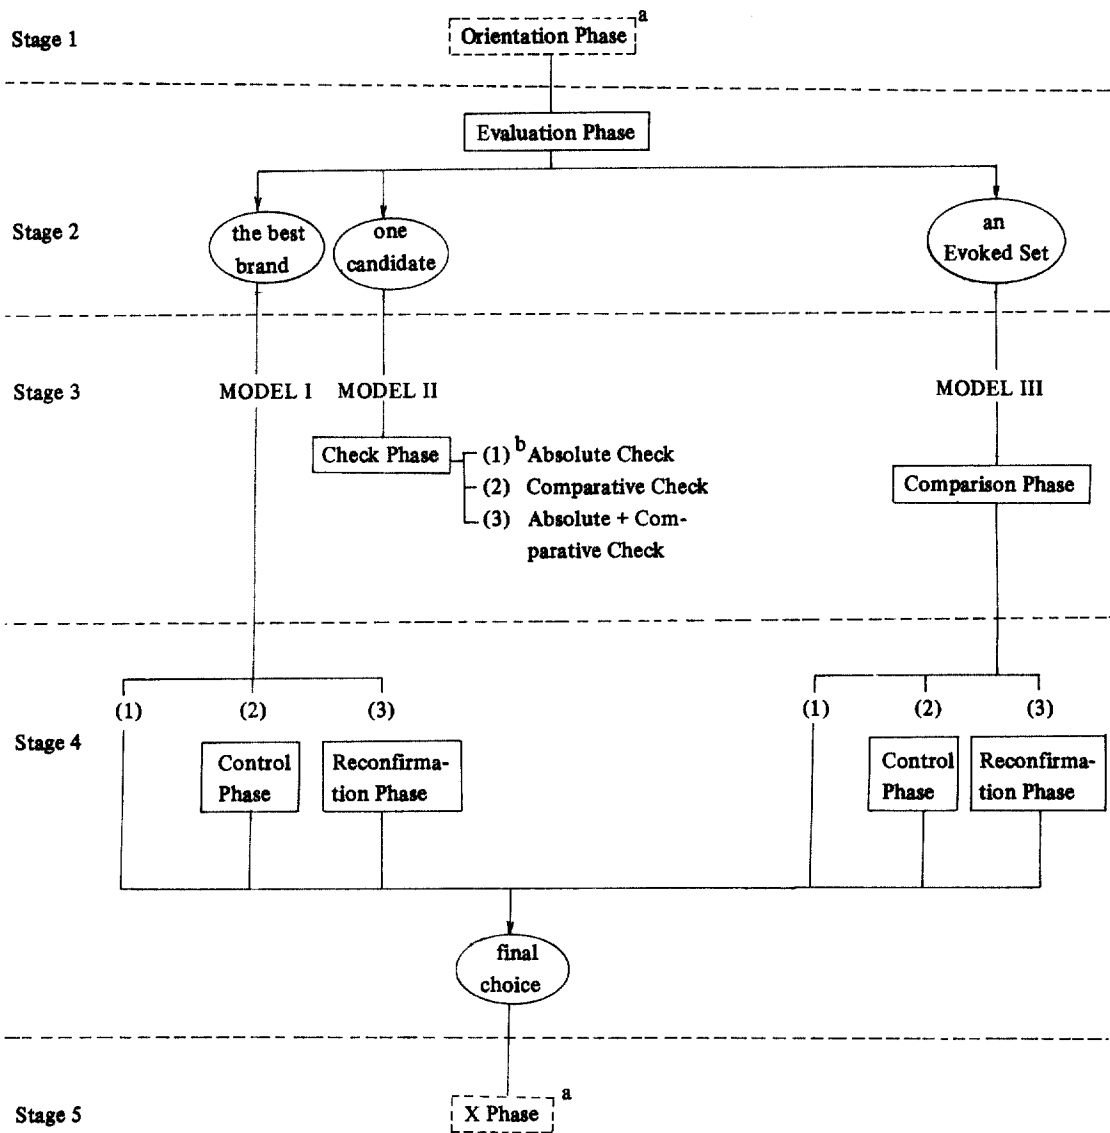 Stage 1
Orientation Phase a
Evaluation Phase
Stage 2
the best
brand
one
candidate
an
Evoked Set
Stage 3
MODEL I
MODEL II
MODEL III
Check Phase
(1) b Absolute Check
(2) Comparative Check
(3) Absolute + Com-
parative Check
Comparison Phase
(1)
(2)
(3)
(1)
(2)
(3)
Stage 4
Control
Phase
Reconfirma-
tion Phase
Control
Phase
Reconfirma-
tion Phase
final
choice
Stage 5
X Phase a